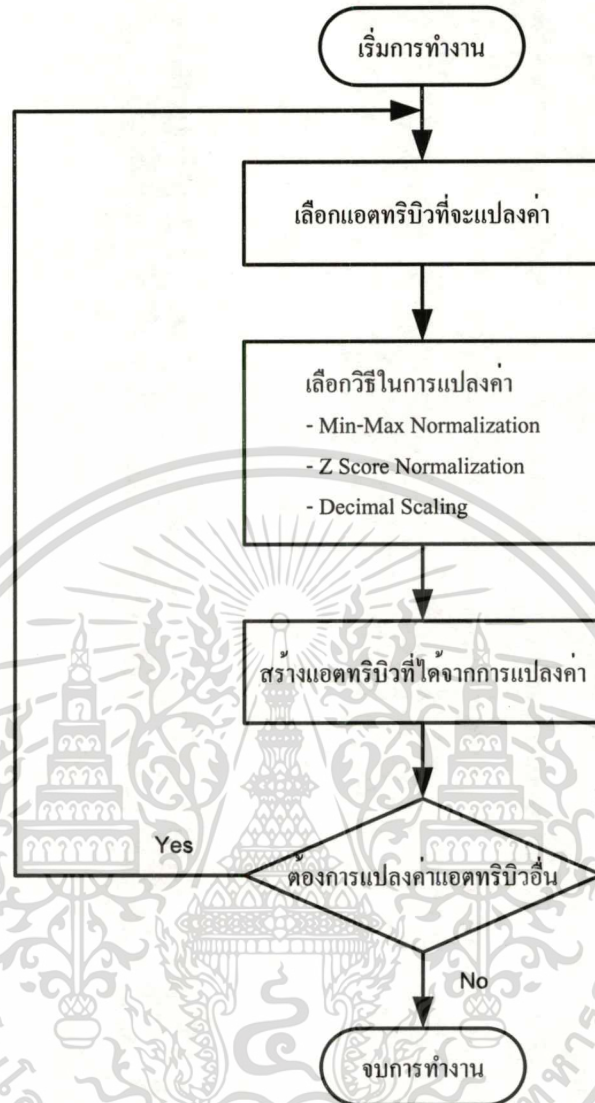 เริ่มการทำงาน
เลือกแอตทริบิวที่จะแปลงค่า
เลือกวิธีในการแปลงค่า
- Min-Max Normalization
- Z Score Normalization
- Decimal Scaling
สร้างแอตทริบิวที่ได้จากการแปลงค่า
Yes
ต้องการแปลงค่าแอตทริบิวอื่น
No
จบการทำงาน